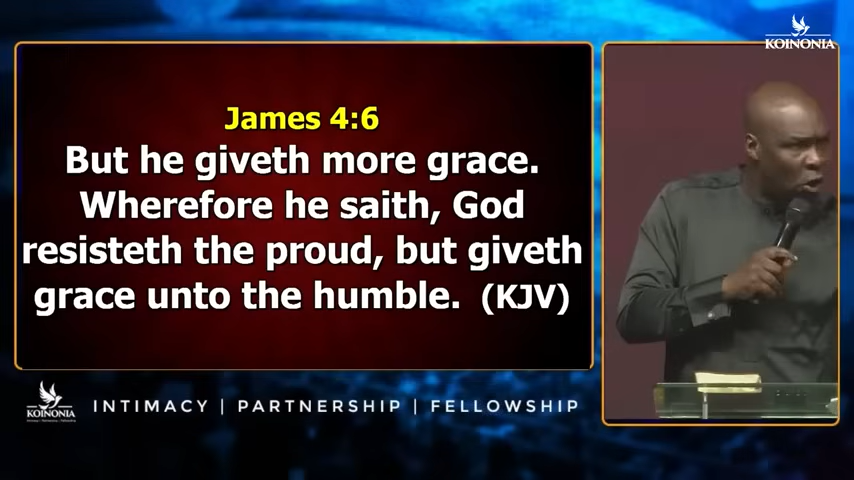 KOINONIA
James 4:6
But he giveth more grace.
Wherefore he saith, God
resisteth the proud, but giveth
grace unto the humble. (KJV)
KOINONIA
INTIMACY | PARTNERSHIP | FELLOWSHIP